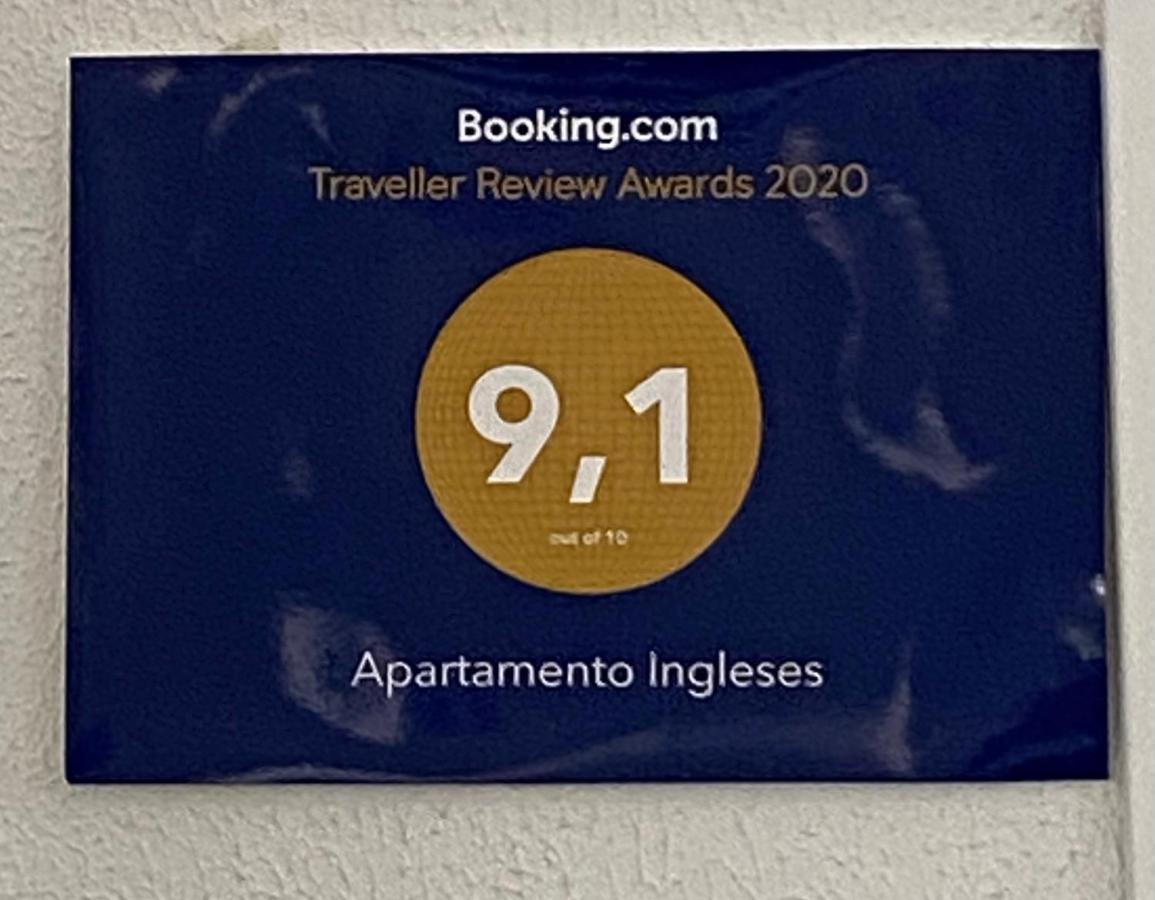 Booking.com
Traveller Review Awards 2020
9,1
out of 10
Apartamento Ingleses